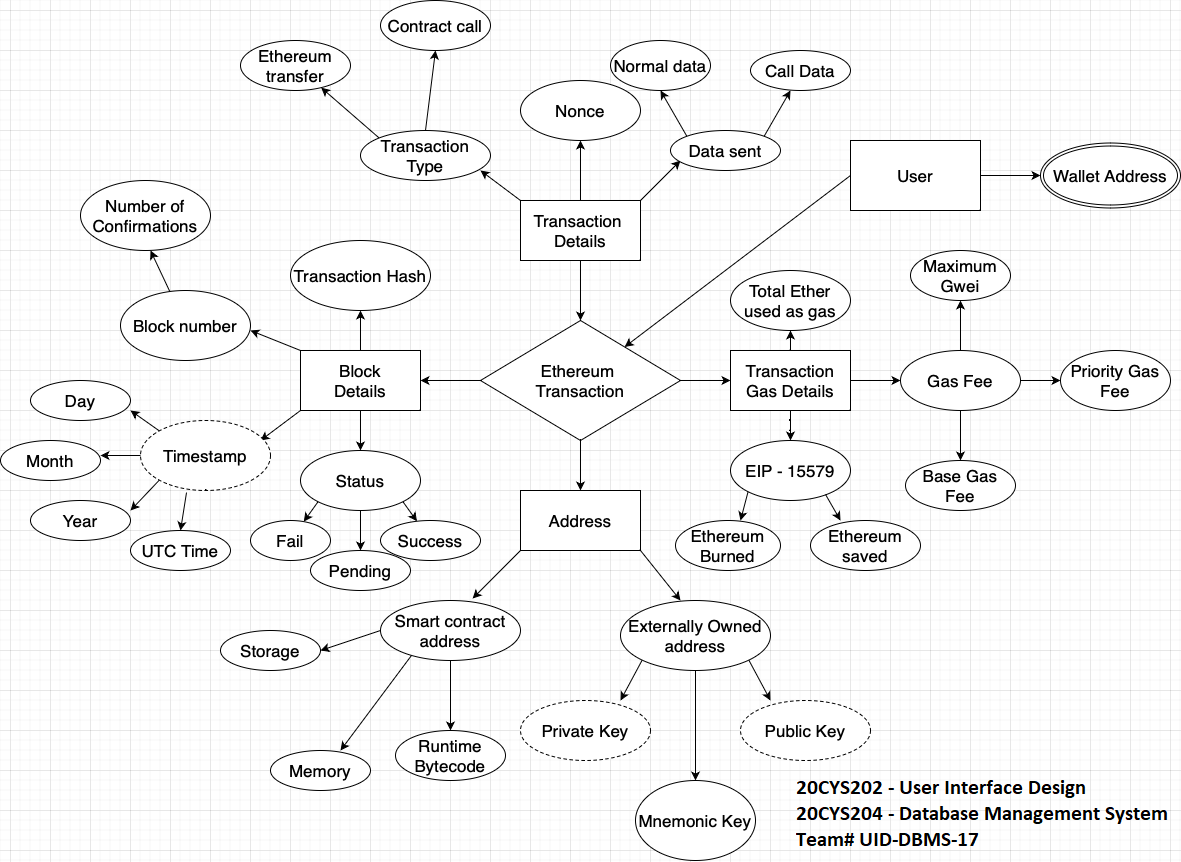 Contract call
Ethereum
transfer
Normal data
Call Data
Nonce
Transaction
Type
Data sent
User
Wallet Address
Number of
Confirmations
Transaction
Details
Transaction Hash
Maximum
Gwei
Total Ether
used as gas
Block number
Block
Details
Ethereum
Transaction
Transaction
Gas Details
Gas Fee
Priority Gas
Fee
Day
Month
Timestamp
Year
UTC Time
Status
Fail
Success
Pending
EIP - 15579
Base Gas
Fee
Ethereum
Burned
Ethereum
saved
Address
Smart contract
address
Externally Owned
address
Storage
Memory
Runtime
Bytecode
Private Key
Public Key
Mnemonic Key
20CYS202 - User Interface Design
20CYS204 - Database Management System
Team# UID-DBMS-17